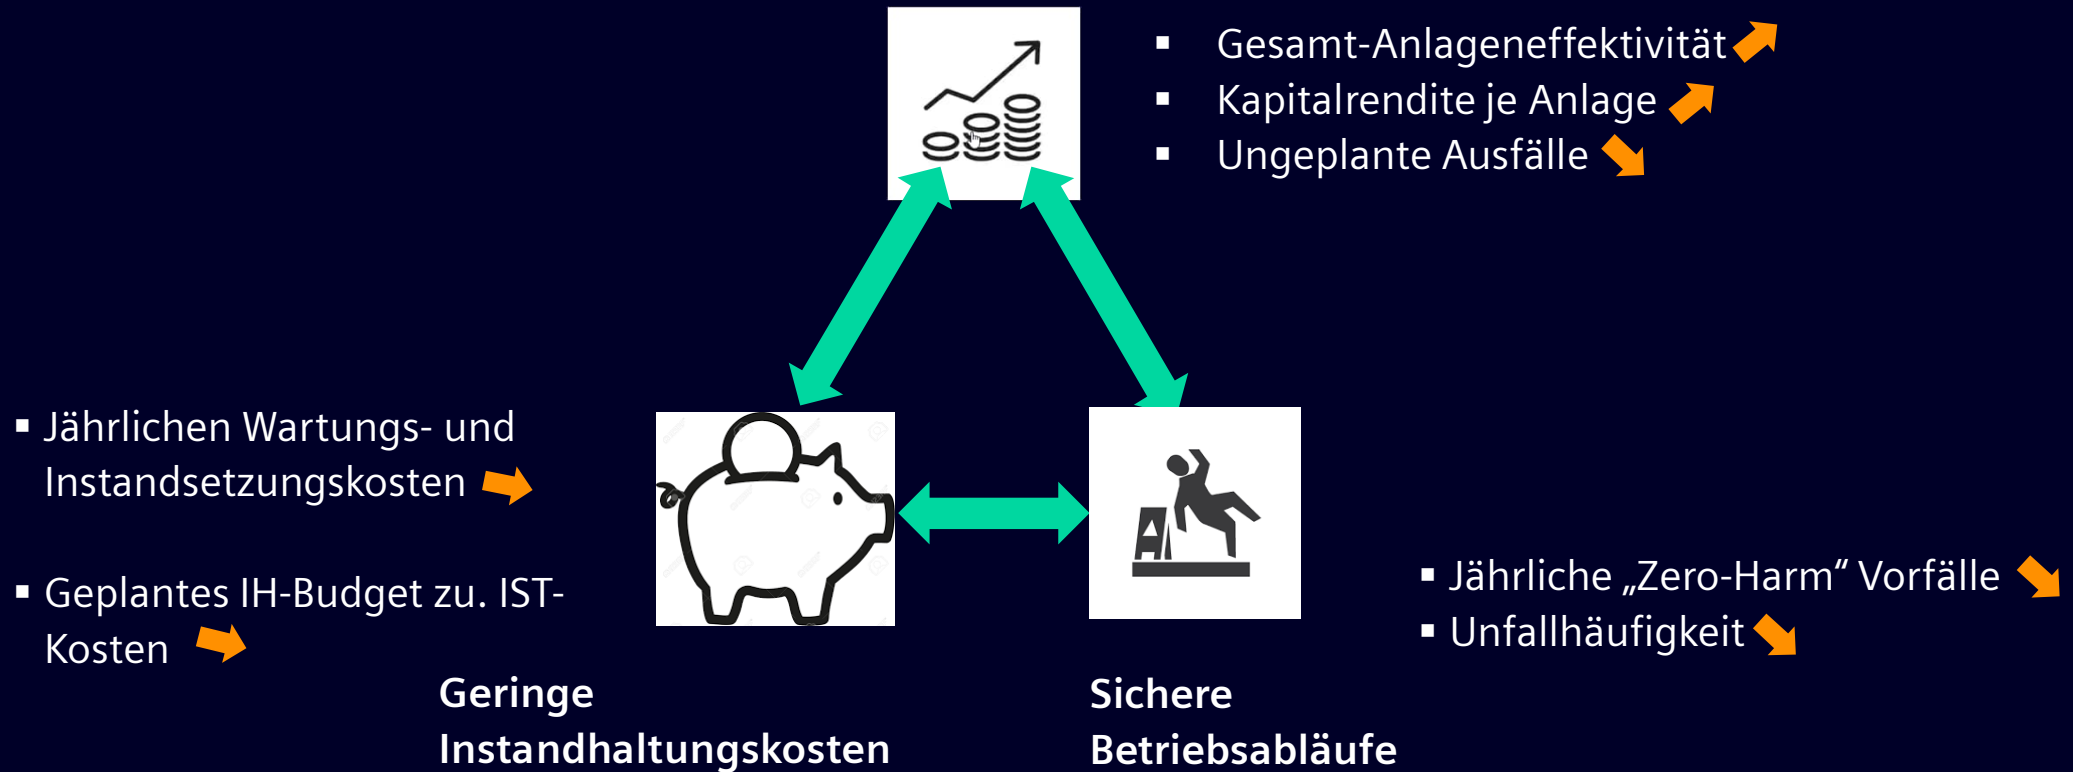 ▪ Gesamt-Anlageneffektivität
▪ Kapitalrendite je Anlage
▪ Ungeplante Ausfälle
▪ Jährlichen Wartungs- und
Instandsetzungskosten
▪ Geplantes IH-Budget zu. IST-
Kosten
▪ Jährliche „Zero-Harm“ Vorfälle
▪ Unfallhäufigkeit
Geringe
Instandhaltungskosten
Sichere
Betriebsabläufe